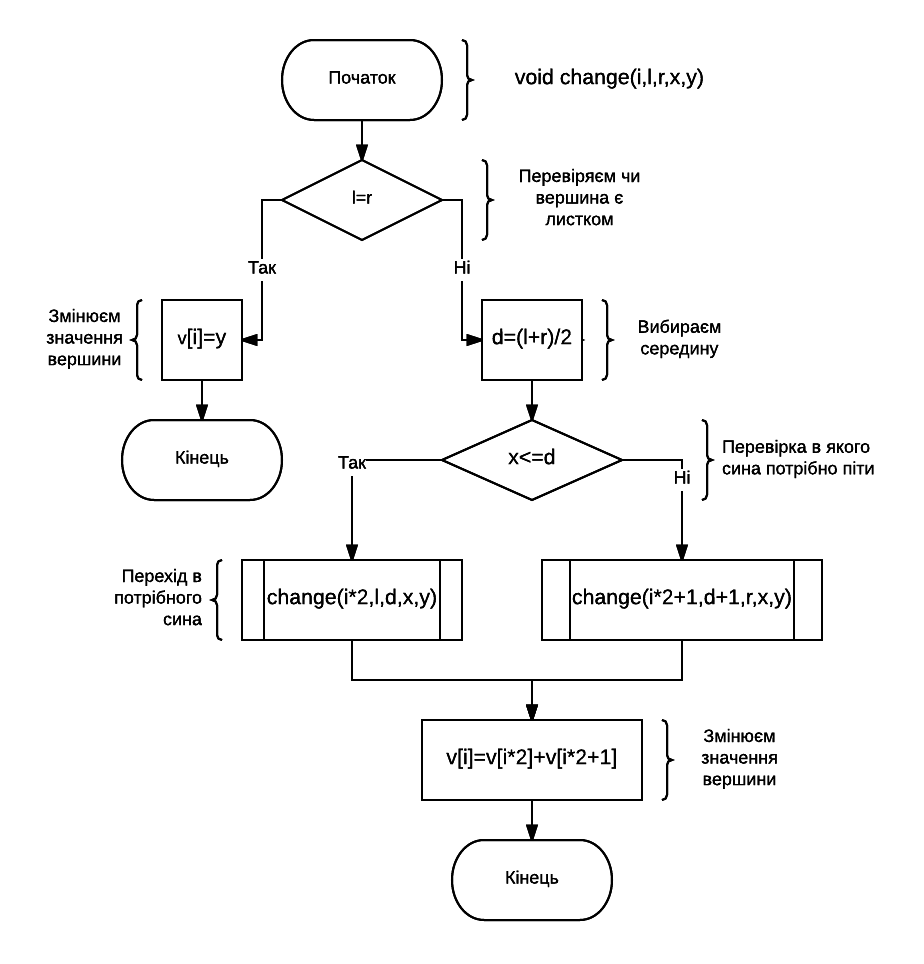 Початок
void change(i,l,r,x,y)
l=r
Перевіряєм чи
вершина є
листком
Так
Ні
Змінюєм
значення
вершини
v[i]=y
d=(l+r)/2
Вибираєм
середину
Кінець
x<=d
Перевірка в якого
сина потрібно піти
Так
Ні
Перехід в
потрібного
сина
change(i*2,l,d,x,y)
change(i*2+1,d+1,r,x,y)
v[i]=v[i*2]+v[i*2+1]
Змінюєм
значення
вершини
Кінець